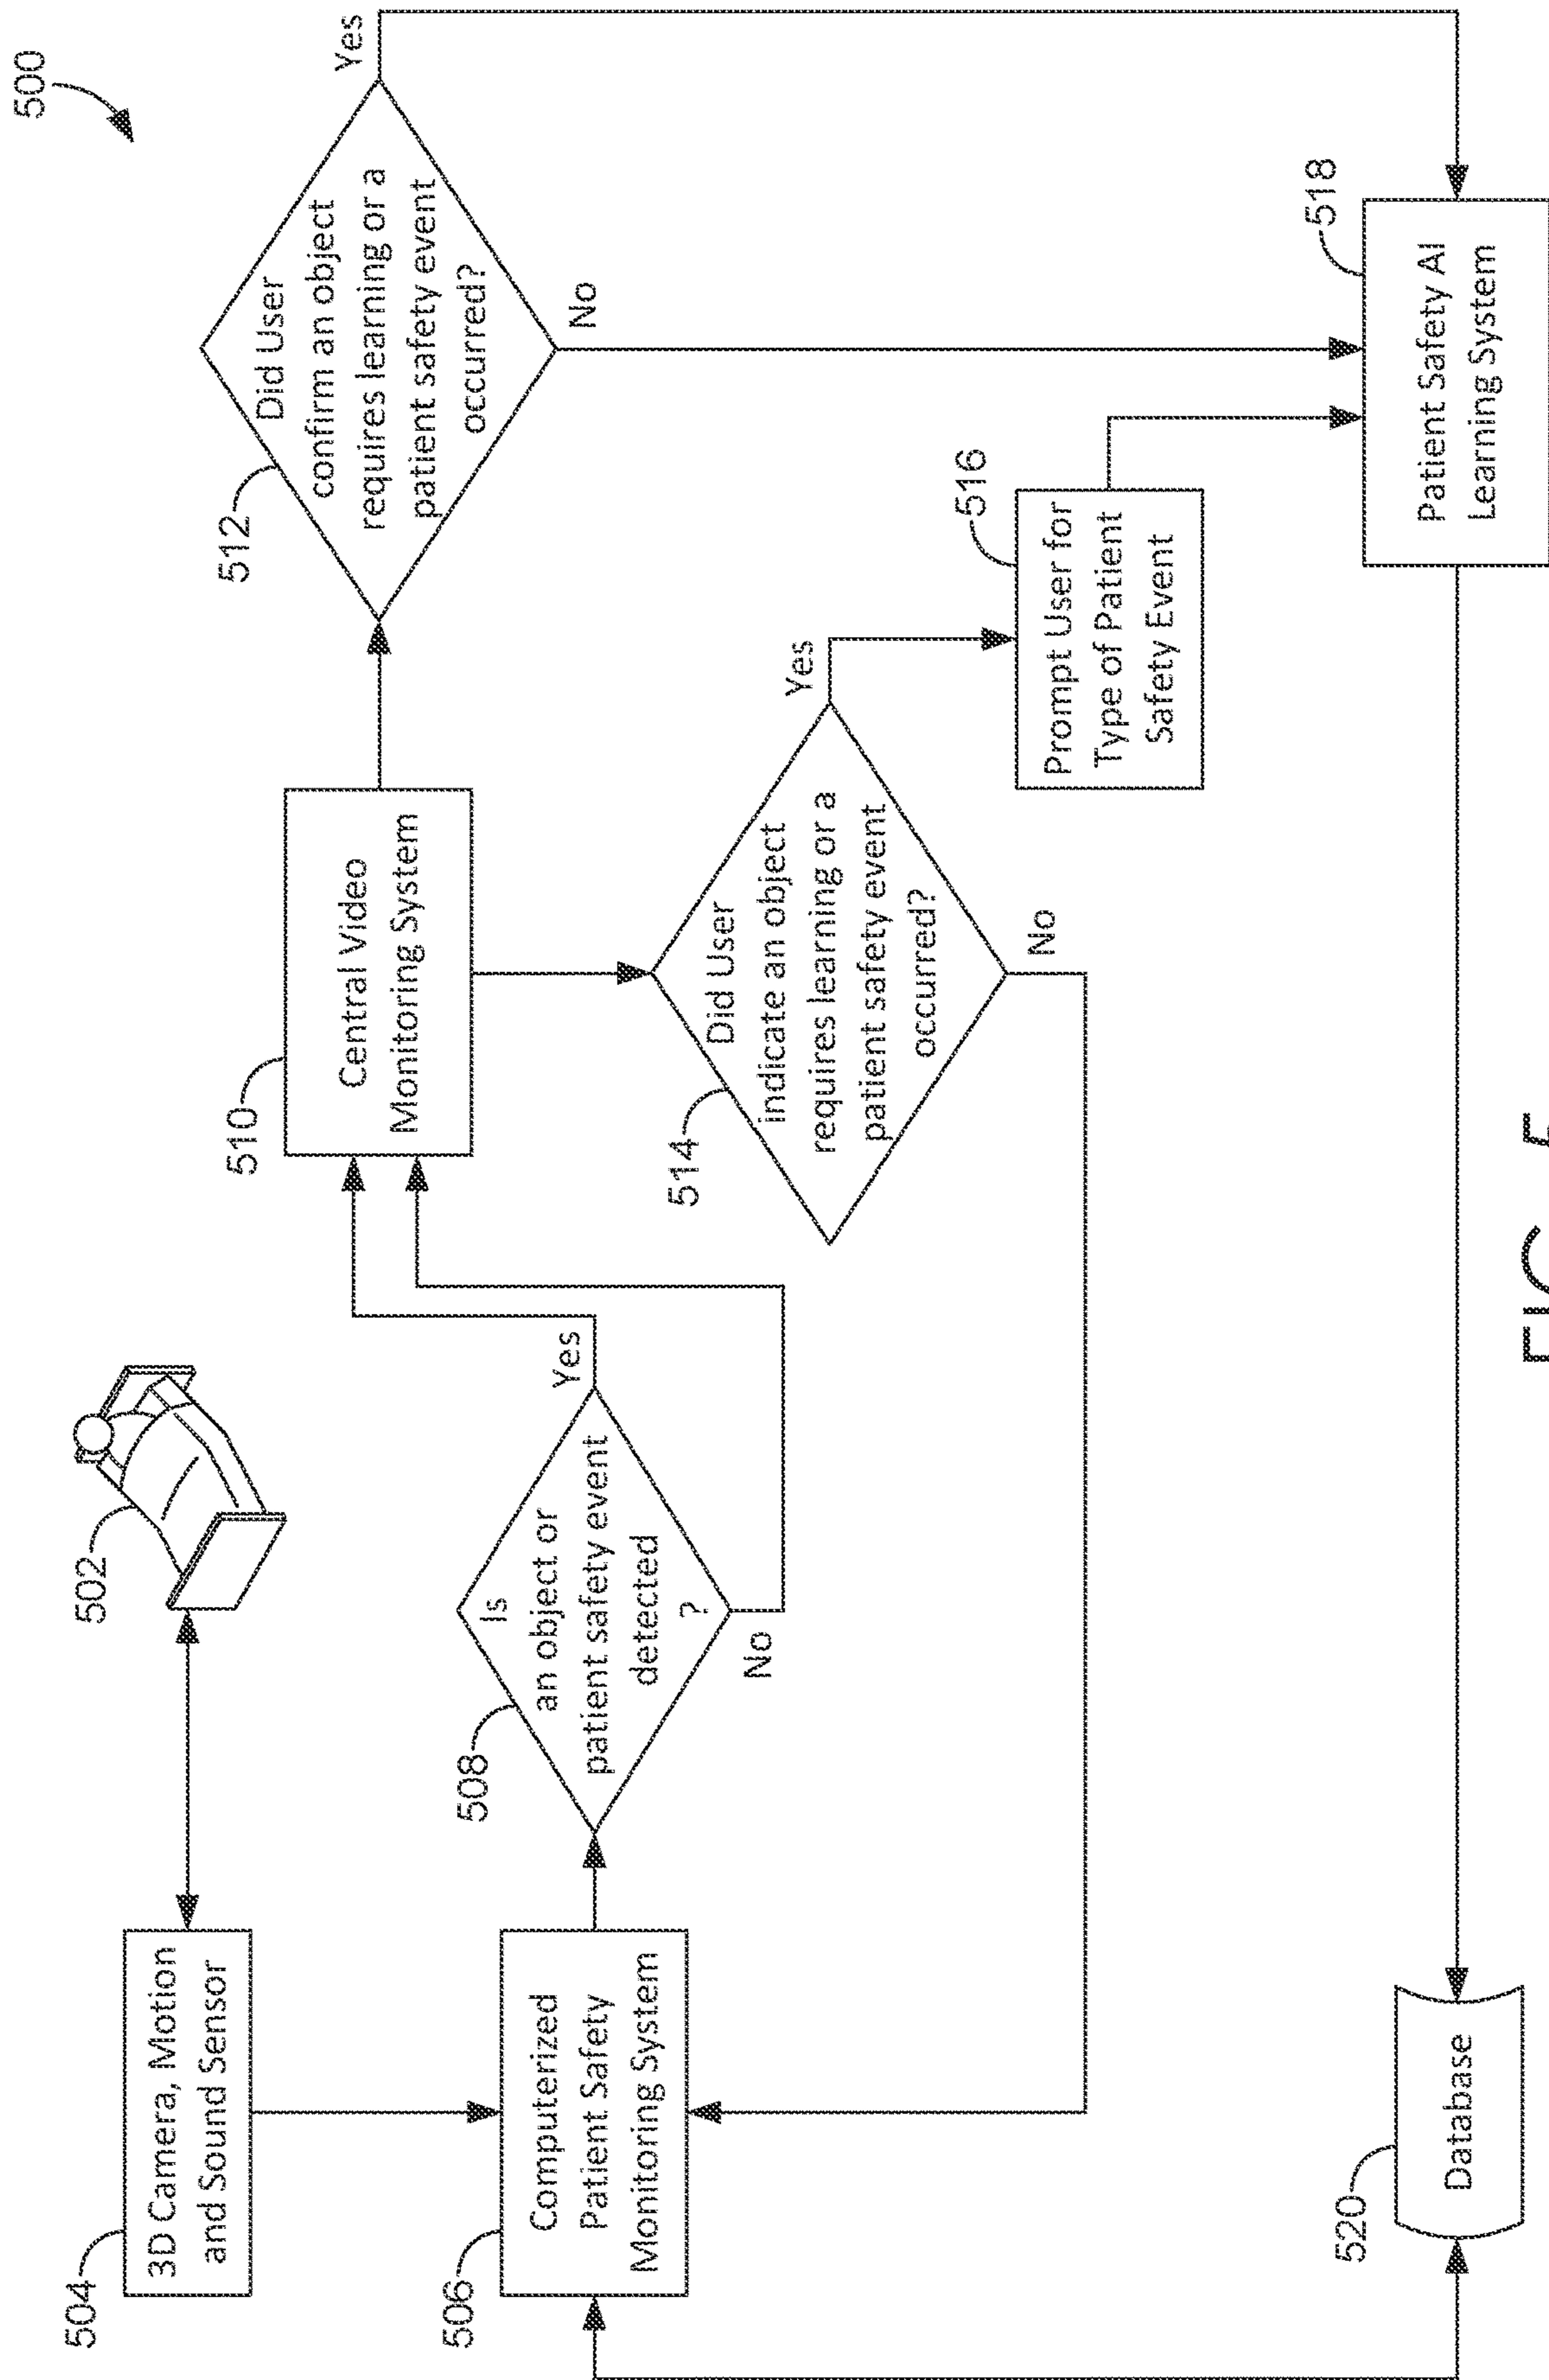 500
502
504
3D Camera, Motion
and Sound Sensor
506
Computerized
Patient Safety
Monitoring System
508
Is
an object or
patient safety event
detected
?
Yes
No
510
Central Video
Monitoring System
512
Did User
confirm an object
requires learning or a
patient safety event
occurred?
Yes
No
514
Did User
indicate an object
requires learning or a
patient safety event
occurred?
Yes
No
516
Prompt User for
Type of Patient
Safety Event
518
Patient Safety AI
Learning System
520
Database